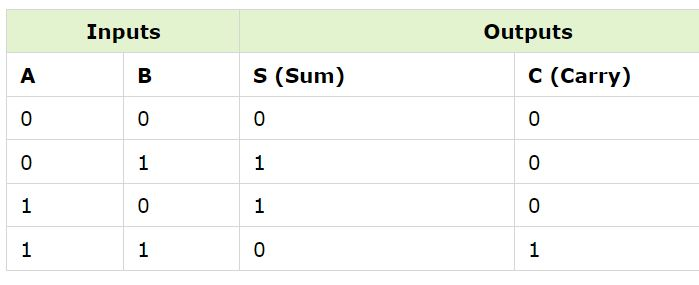 Inputs Outputs
A B S (Sum) C (Carry)
0 0 0 0
0 1 1 0
1 0 1 0
1 1 0 1